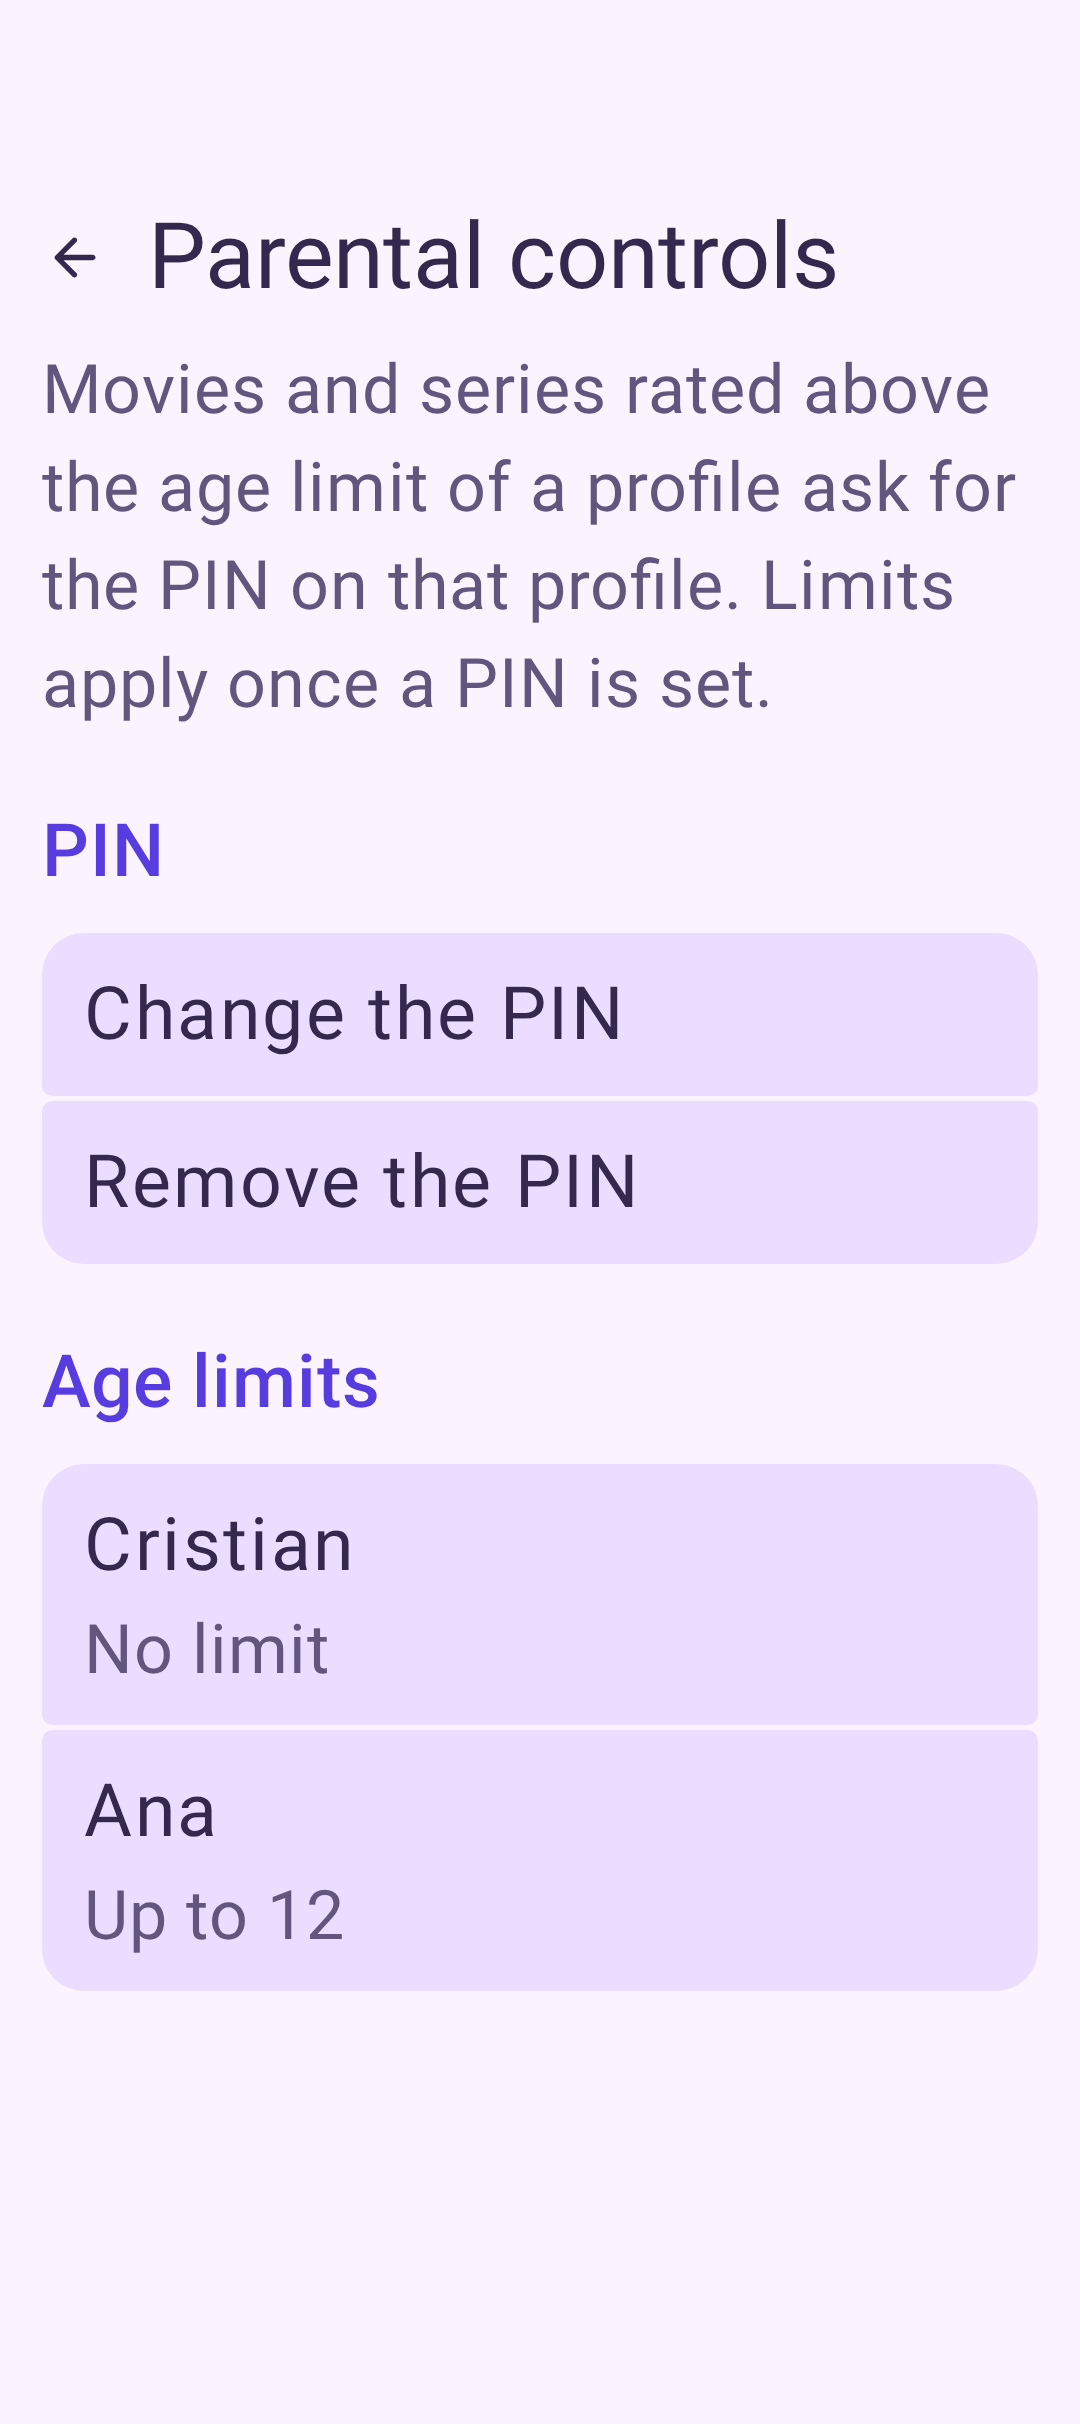 Parental controls
Movies and series rated above
the age limit of a profile ask for
the PIN on that profile. Limits
apply once a PIN is set.
PIN
Change the PIN
Remove the PIN
Age limits
Cristian
No limit
Ana
Up to 12